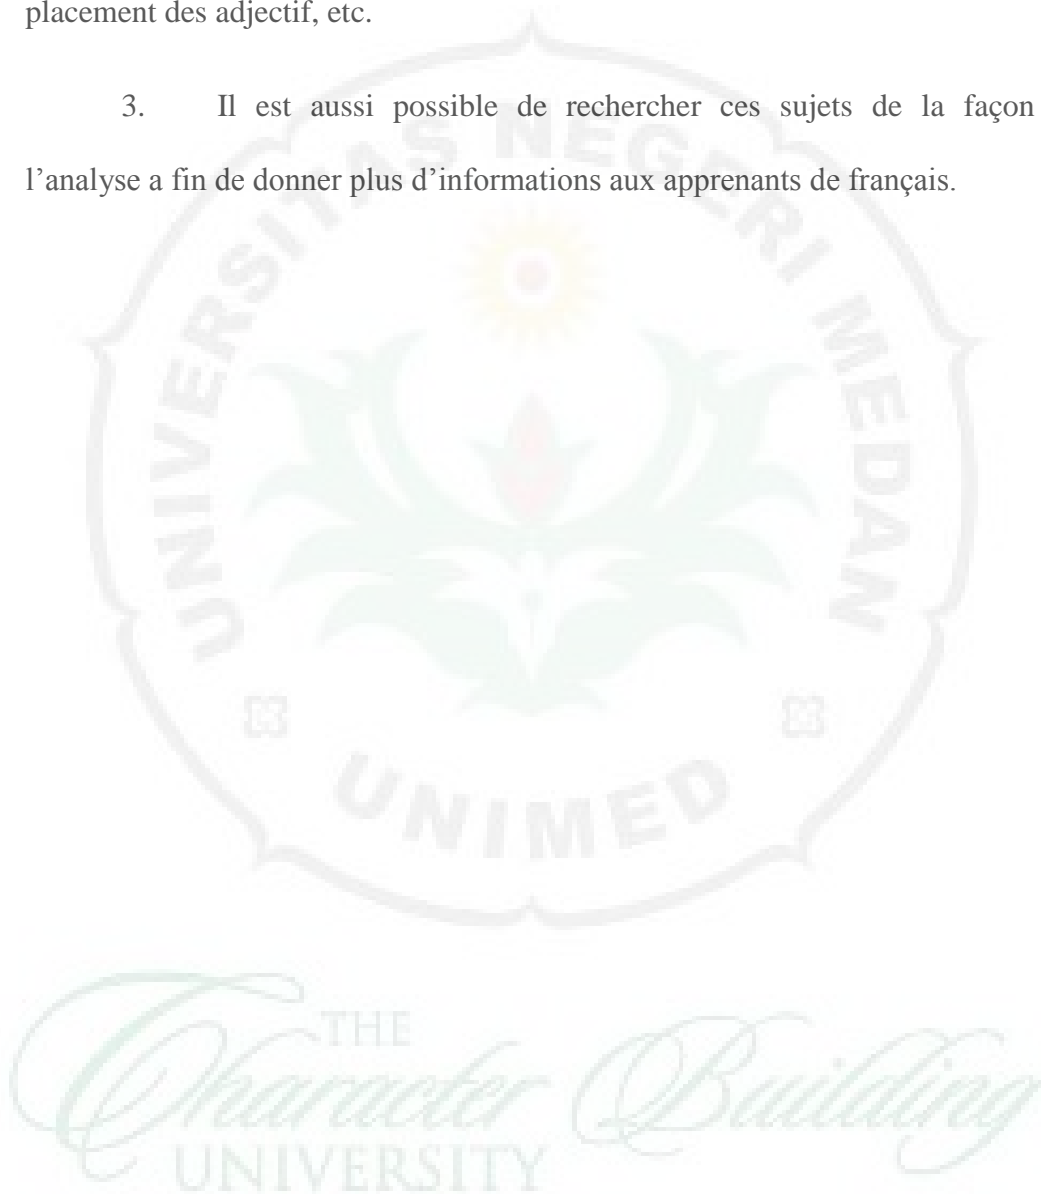 placement des adjectif, etc.
3. Il est aussi possible de rechercher ces sujets de la façon
l’analyse a fin de donner plus d’informations aux apprenants de français.
UNIVERSITAS NEGERI MEDAN
UNIMED
THE
Character Building
UNIVERSITY